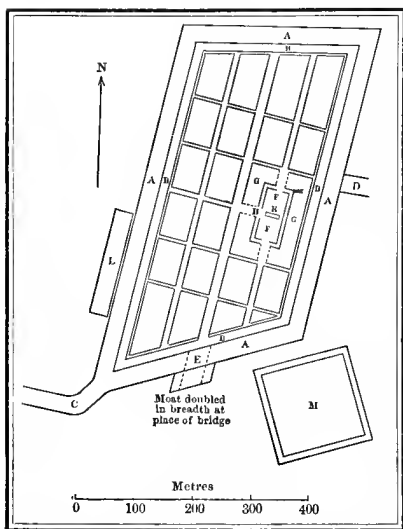 A
N
G F D
A A
F
L
E A
M
Moat doubled
in breadth at
place of bridge
C
Metres
0 100 200 300 400